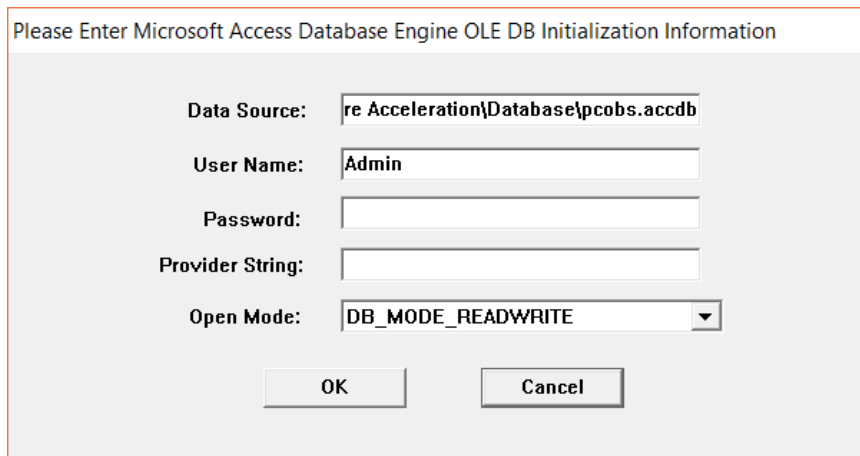 Please Enter Microsoft Access Database Engine OLE DB Initialization Information
Data Source: re Acceleration\Database\pcobs.accdb
User Name: Admin
Password:
Provider String:
Open Mode: DB_MODE_READWRITE
OK Cancel